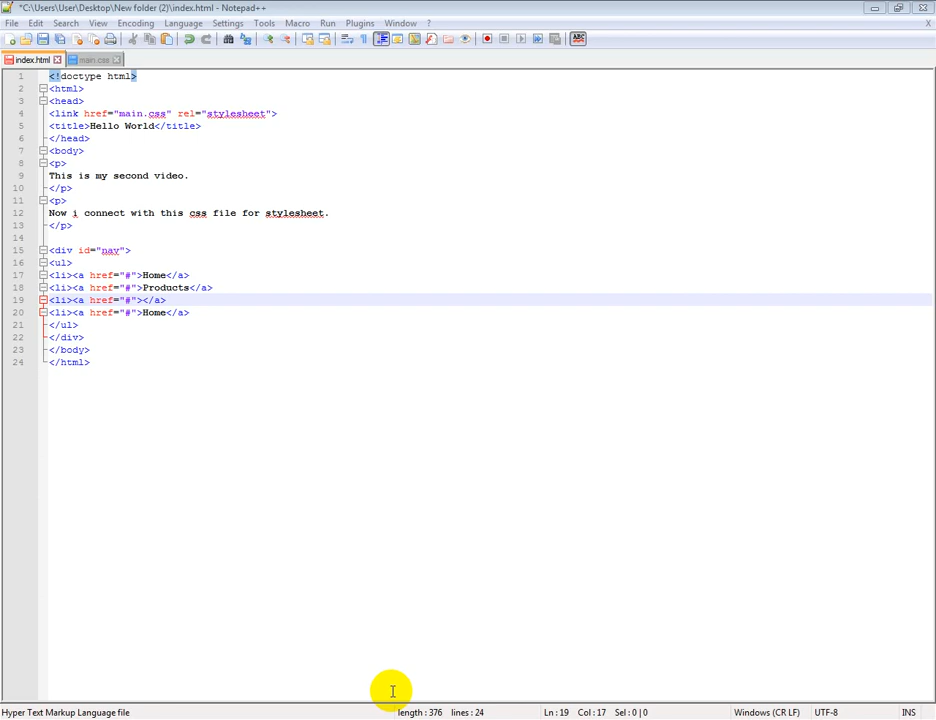 *C:\Users\User\Desktop\New folder (2)\index.html - Notepad++
File Edit Search View Encoding Language Settings Tools Macro Run Plugins Window ? X
ABC
index.html main.css
1 <!doctype html>
2 <html>
3 <head>
4 <link href="main.css" rel="stylesheet">
5 <title>Hello World</title>
6 </head>
7 <body>
8 <p>
9 This is my second video.
10 </p>
11 <p>
12 Now i connect with this css file for stylesheet.
13 </p>
14
15 <div id="nav">
16 <ul>
17 <li><a href="#">Home</a>
18 <li><a href="#">Products</a>
19 <li><a href="#"></a>
20 <li><a href="#">Home</a>
21 </ul>
22 </div>
23 </body>
24 </html>
Hyper Text Markup Language file length : 376 lines : 24 Ln : 19 Col : 17 Sel : 0 | 0 Windows (CR LF) UTF-8 INS